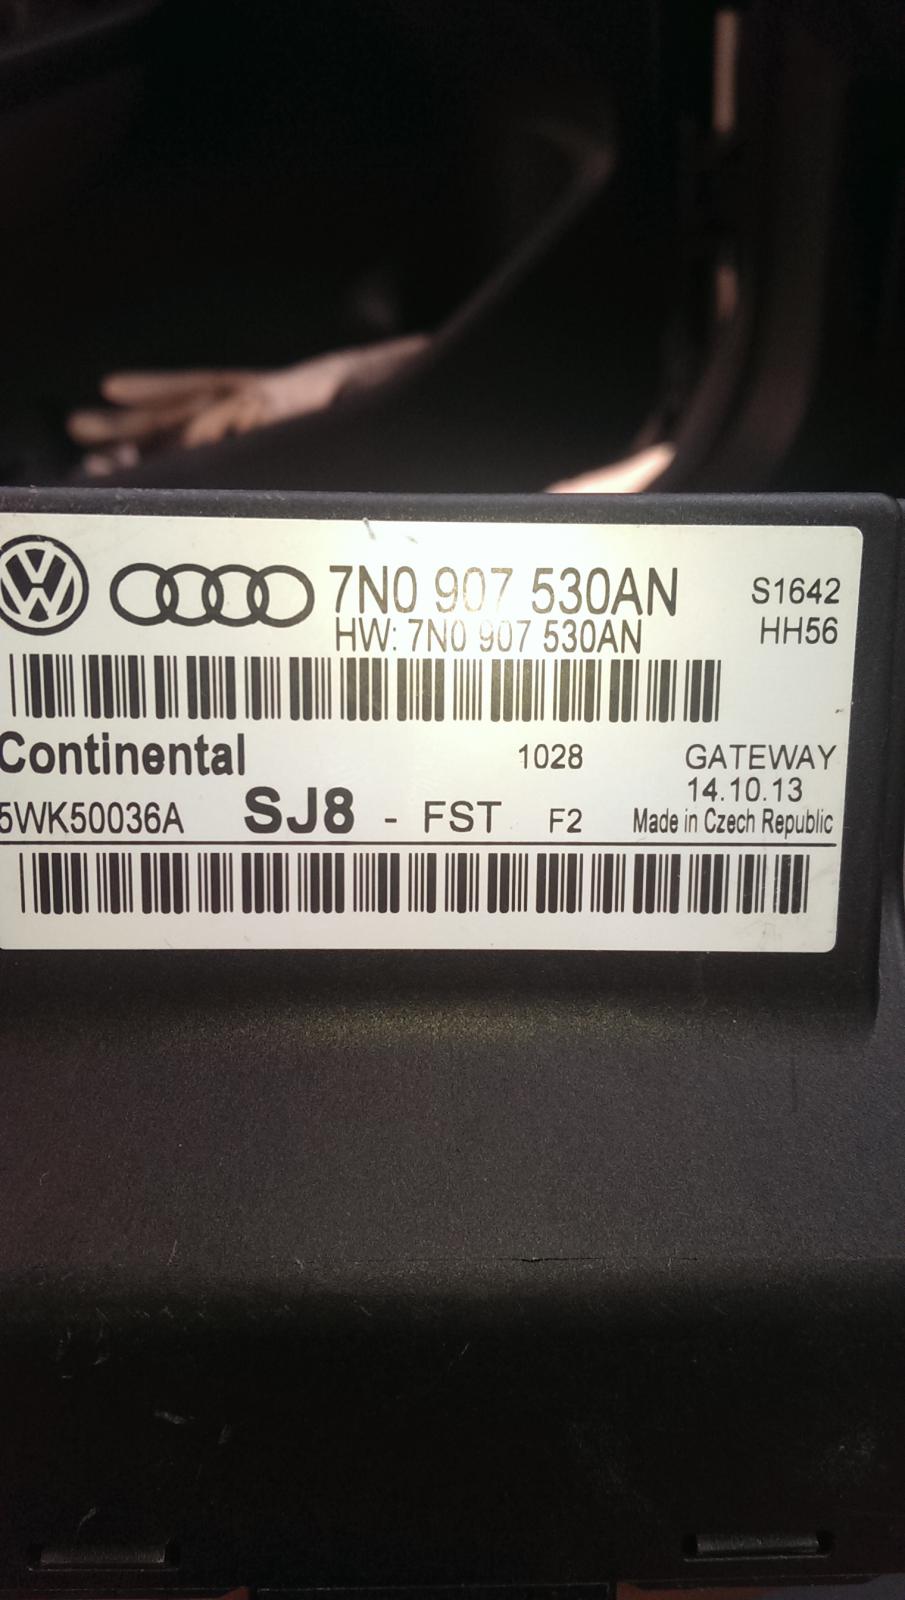 7N0 907 530AN S1642
HW: 7N0 907 530AN HH56
Continental 1028 GATEWAY
14.10.13
5WK50036A SJ8 - FST F2 Made in Czech Republic